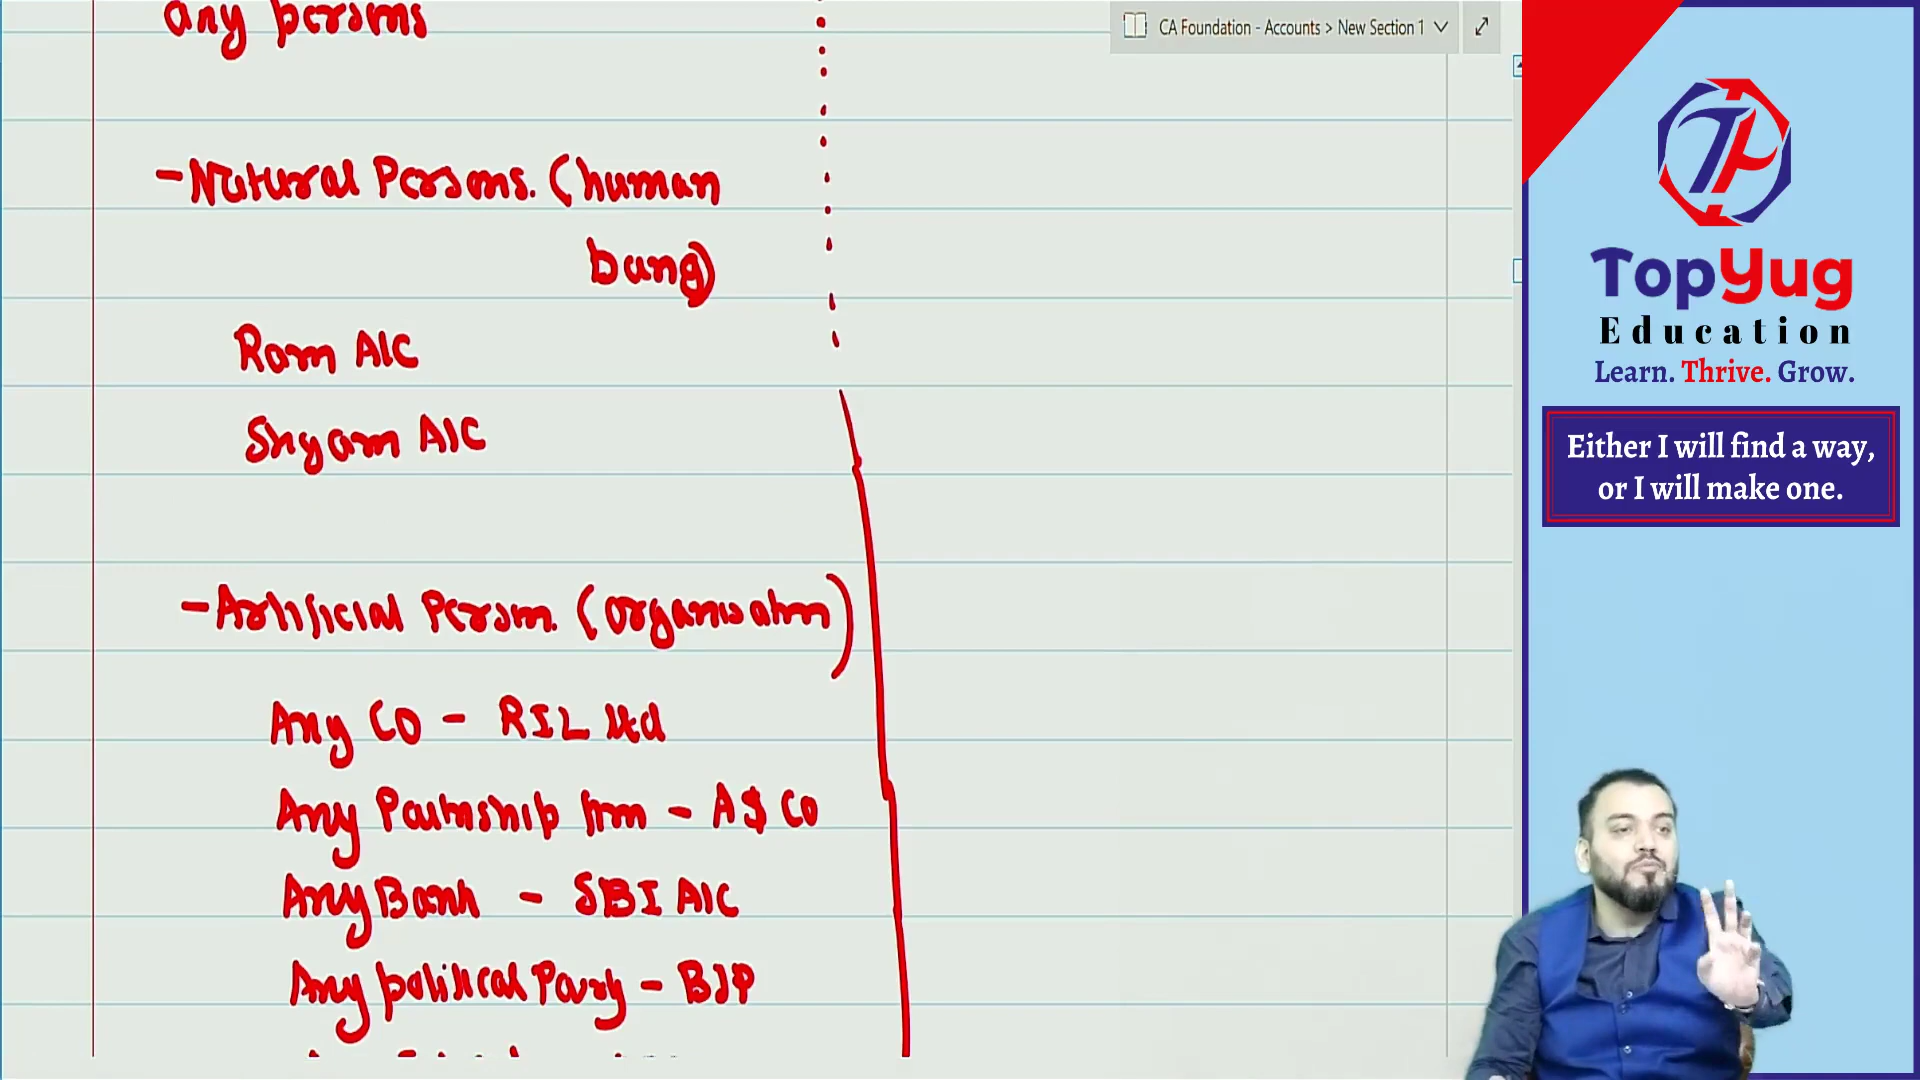 any persons
CA Foundation - Accounts > New Section 1
- Natural Persons. (human
being)
Ram A/C
Shyam A/C
- Artificial Person. (organisation)
Any Co - RIL Ltd
Any Partnership firm - A $ Co
Any Bank - SBI A/C
Any political Party - BJP
TopYug
Education
Learn. Thrive. Grow.
Either I will find a way,
or I will make one.